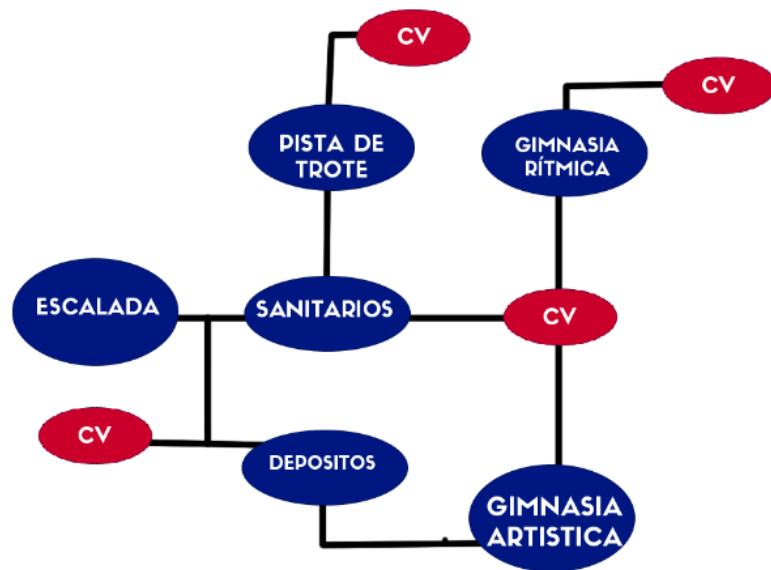 CV
CV
PISTA DE
TROTE
GIMNASIA
RÍTMICA
ESCALADA
SANITARIOS
CV
CV
DEPOSITOS
GIMNASIA
ARTISTICA